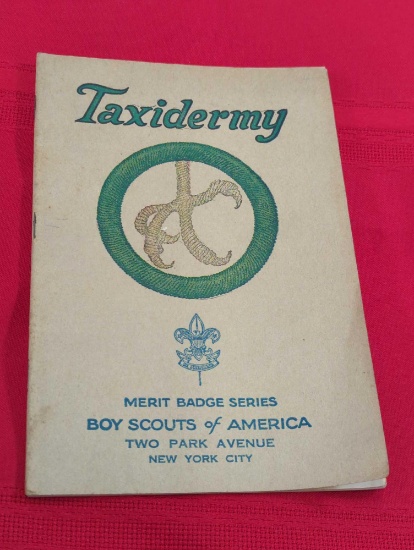 Taxidermy
MERIT BADGE SERIES
BOY SCOUTS of AMERICA
TWO PARK AVENUE
NEW YORK CITY